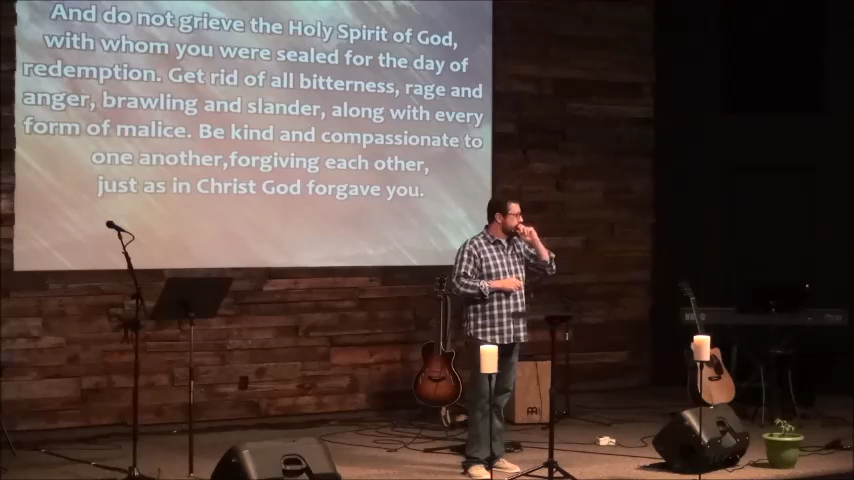 And do not grieve the Holy Spirit of God,
with whom you were sealed for the day of
redemption. Get rid of all bitterness, rage and
anger, brawling and slander, along with every
form of malice. Be kind and compassionate to
one another,forgiving each other,
just as in Christ God forgave you.
MEINL